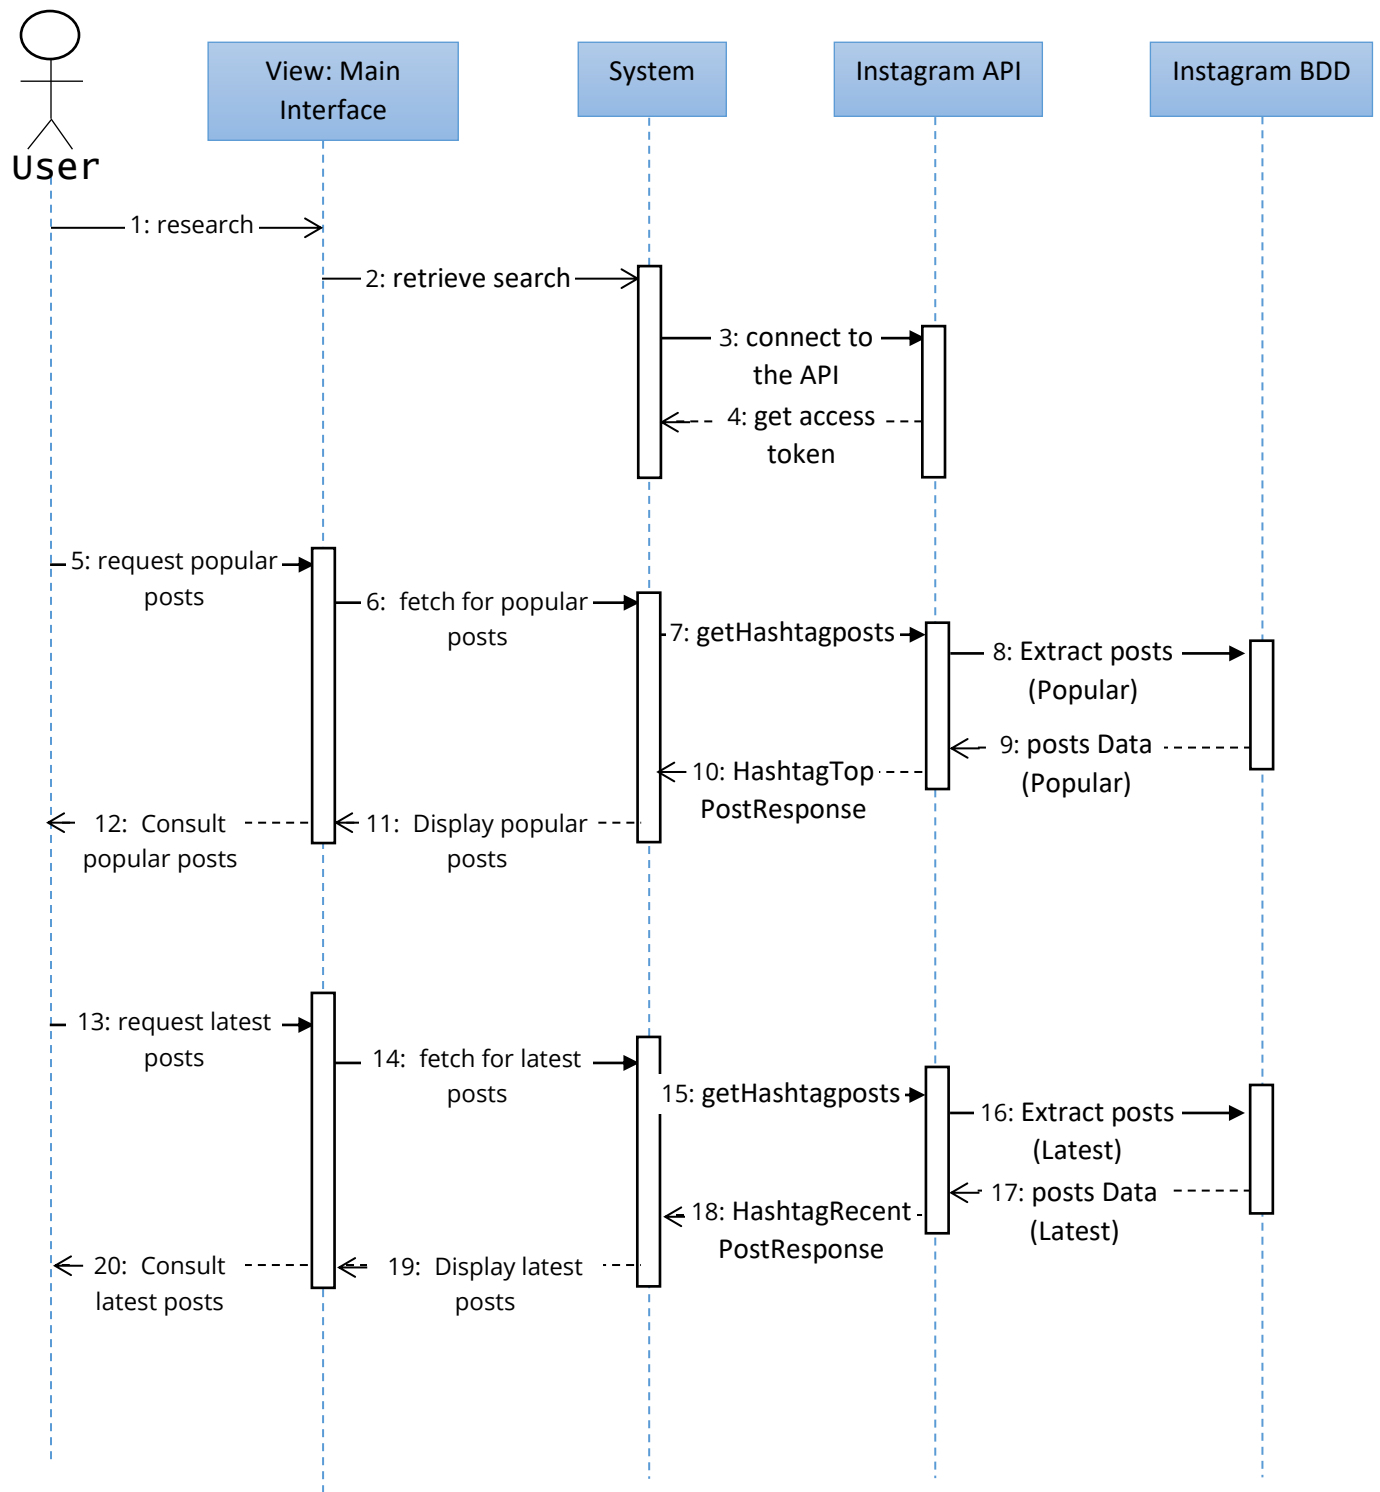 View: Main
Interface
System
Instagram API
Instagram BDD
User
1: research
2: retrieve search
3: connect to
the API
4: get access
token
5: request popular
posts
6:  fetch for popular
posts
7: getHashtagposts
8: Extract posts
(Popular)
9: posts Data
(Popular)
10: HashtagTop
PostResponse
11:  Display popular
posts
12:  Consult
popular posts
13: request latest
posts
14:  fetch for latest
posts
15: getHashtagposts
16: Extract posts
(Latest)
17: posts Data
(Latest)
18: HashtagRecent
PostResponse
19:  Display latest
posts
20:  Consult
latest posts